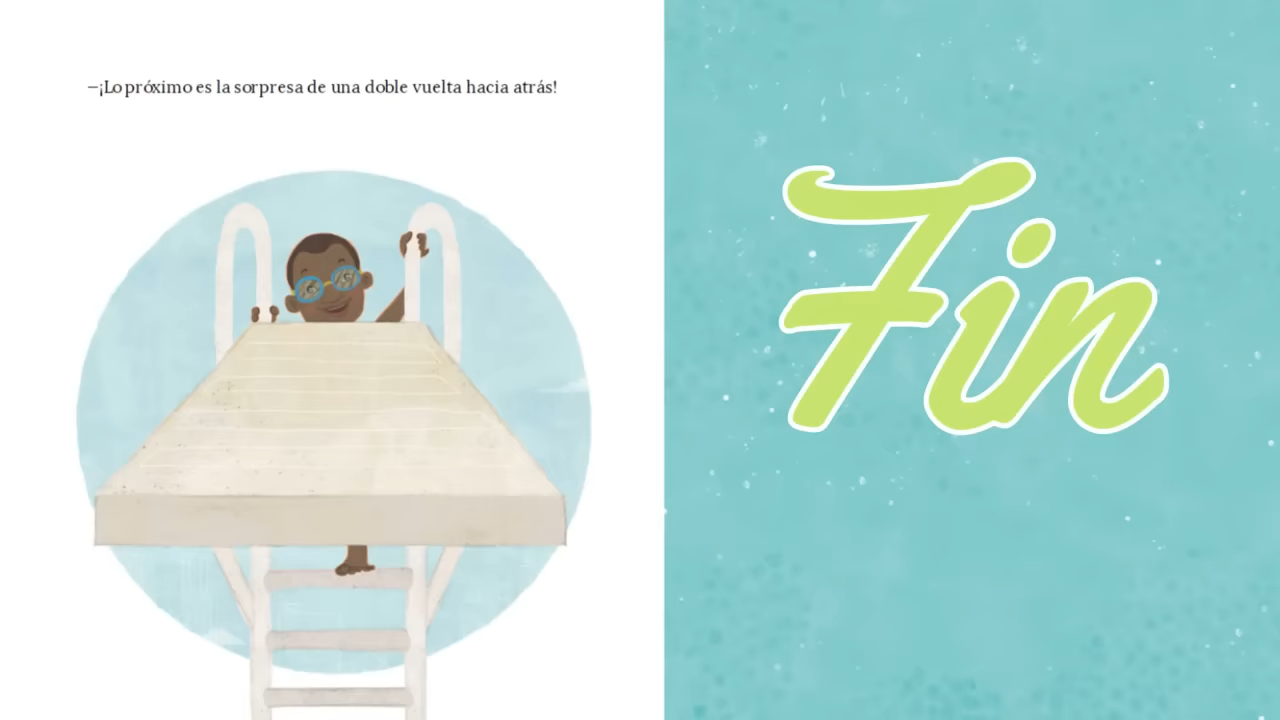 —¡Lo próximo es la sorpresa de una doble vuelta hacia atrás!
Fin